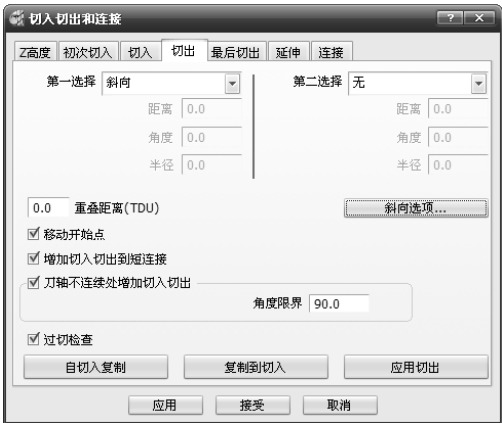 切入切出和连接
Z高度 初次切入 切入 切出 最后切出 延伸 连接
第一选择 斜向 第二选择 无
距离 0.0 距离 0.0
角度 0.0 角度 0.0
半径 0.0 半径 0.0
0.0 重叠距离(TDU) 斜向选项...
移动开始点
增加切入切出到短连接
刀轴不连续处增加切入切出
角度限界 90.0
过切检查
自切入复制 复制到切入 应用切出
应用 接受 取消